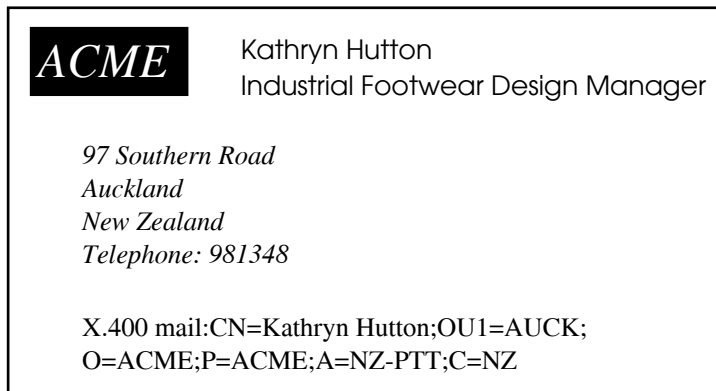 ACME
Kathryn Hutton
Industrial Footwear Design Manager
97 Southern Road
Auckland
New Zealand
Telephone: 981348
X.400 mail:CN=Kathryn Hutton;OU1=AUCK;
O=ACME;P=ACME;A=NZ-PTT;C=NZ